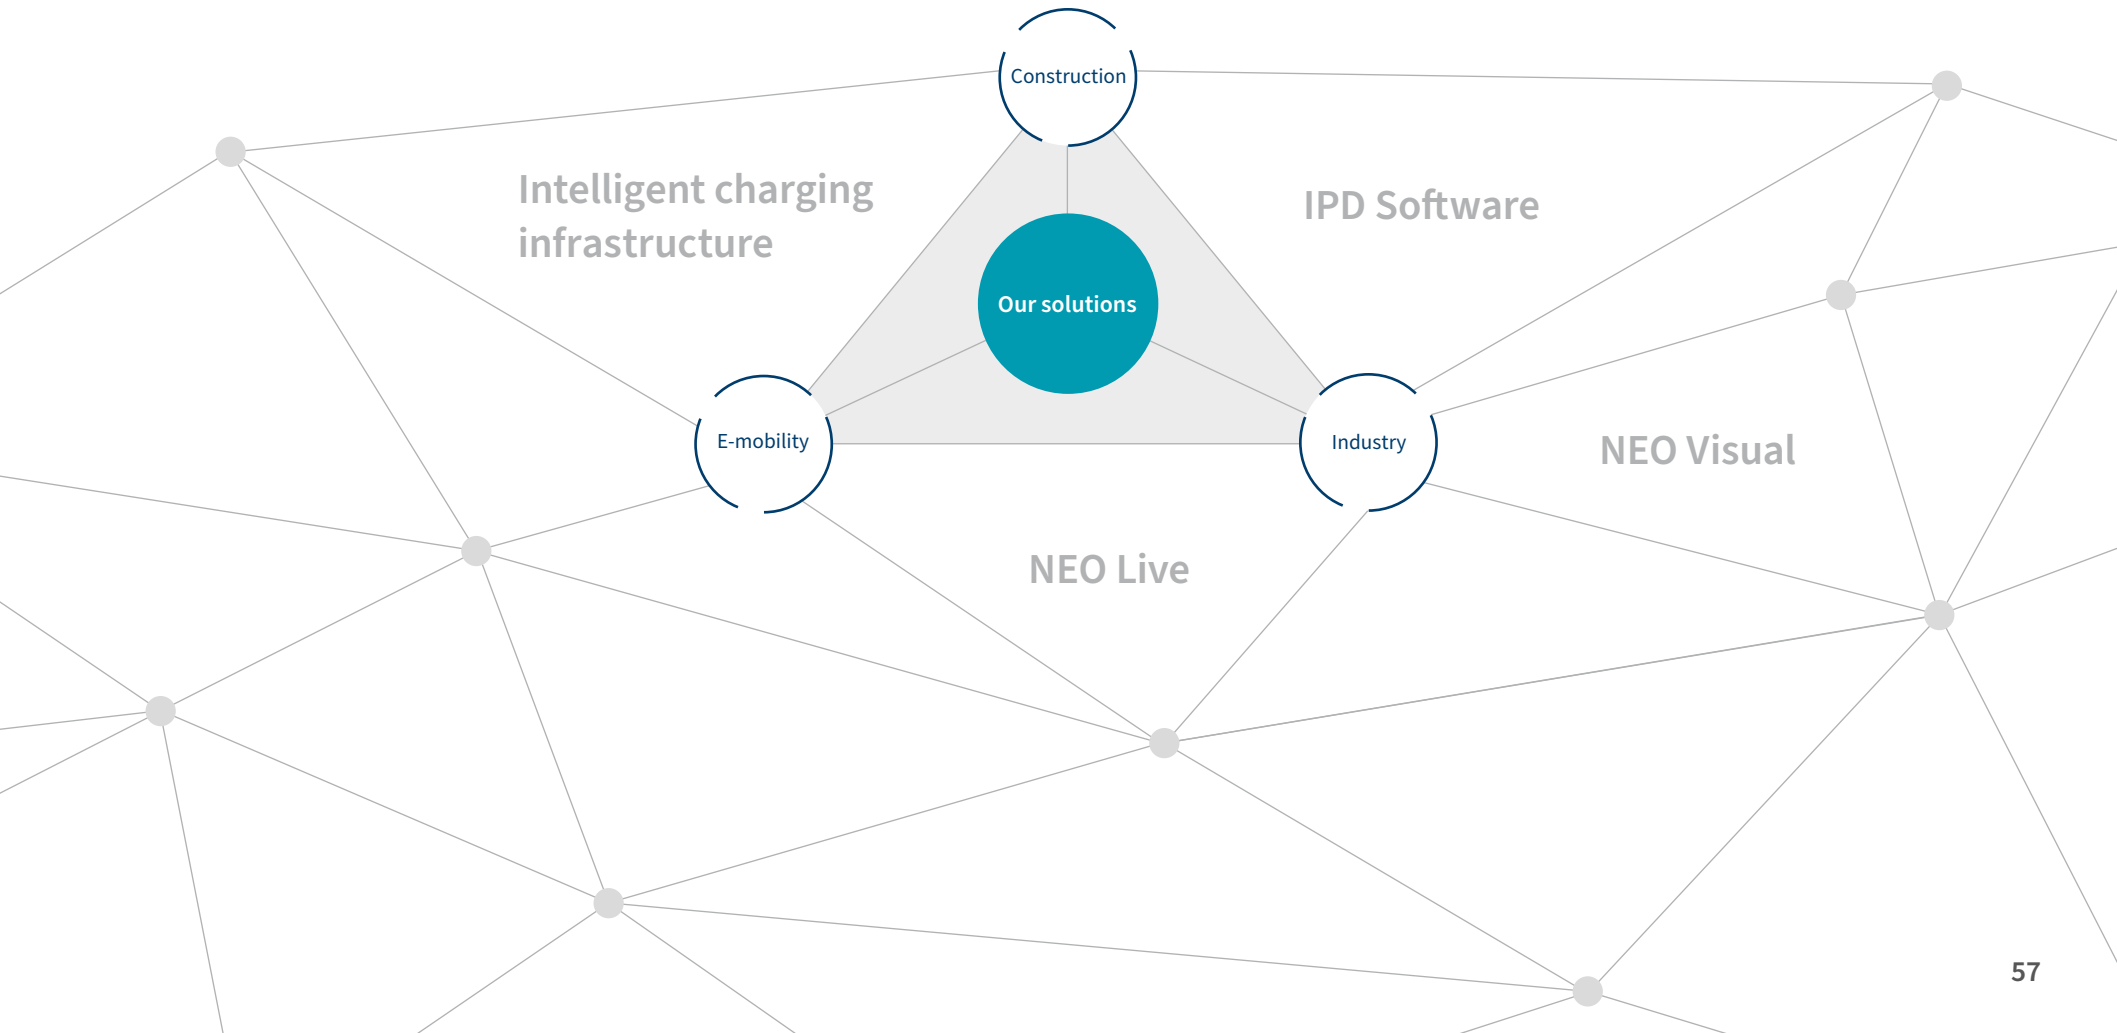 Construction
Intelligent charging
infrastructure
IPD Software
Our solutions
E-mobility
Industry
NEO Visual
NEO Live
57